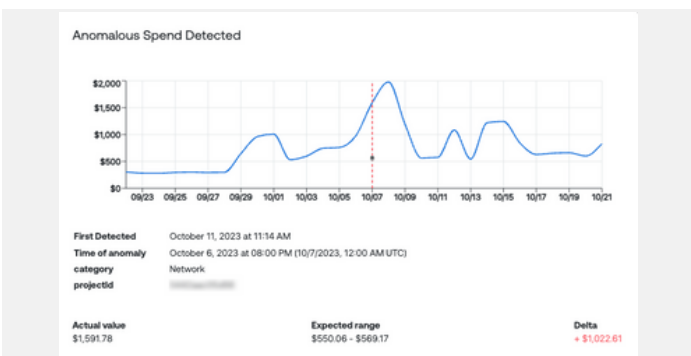 Anomalous Spend Detected
$2,000
$1,500
$1,000
$500
$0
09/23 09/25 09/27 09/29 10/01 10/03 10/05 10/07 10/09 10/11 10/13 10/15 10/17 10/19 10/21
First Detected October 11, 2023 at 11:14 AM
Time of anomaly October 6, 2023 at 08:00 PM (10/7/2023, 12:00 AM UTC)
category Network
projectId
Actual value Expected range Delta
$1,591.78 $550.06 - $569.17 + $1,022.61